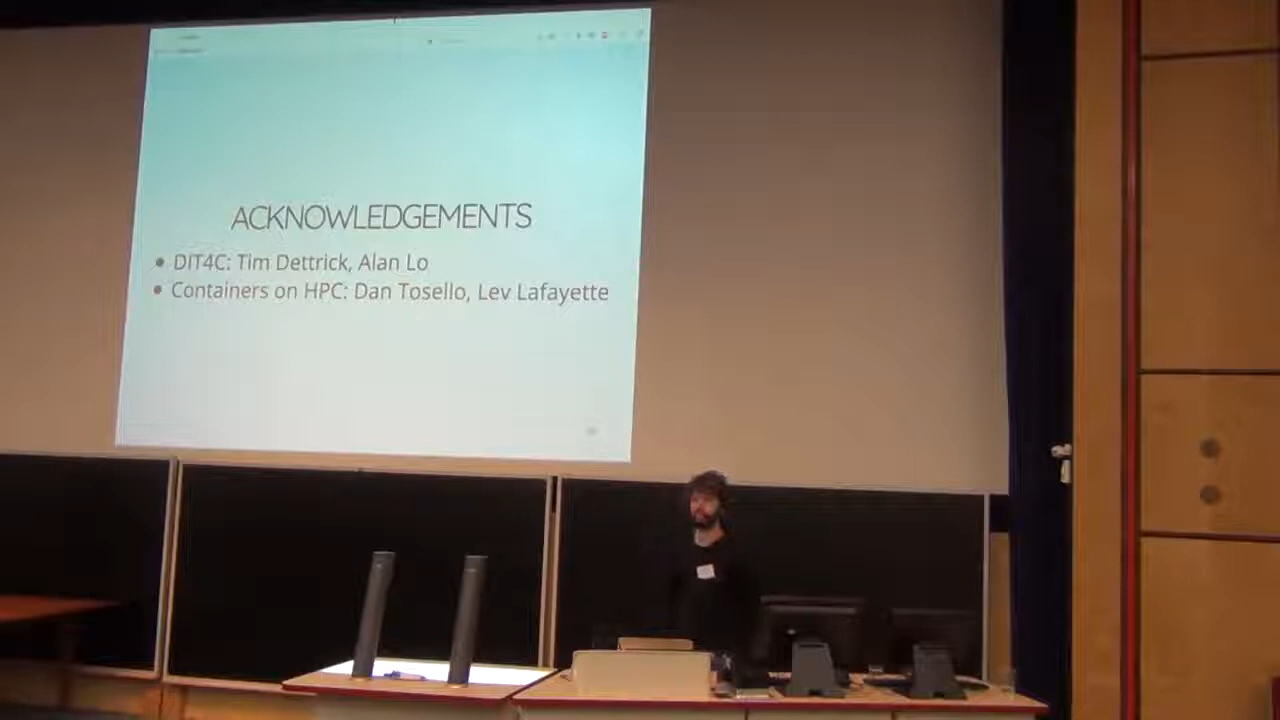 ACKNOWLEDGEMENTS
DIT4C: Tim Dettrick, Alan Lo
Containers on HPC: Dan Tosello, Lev Lafayette